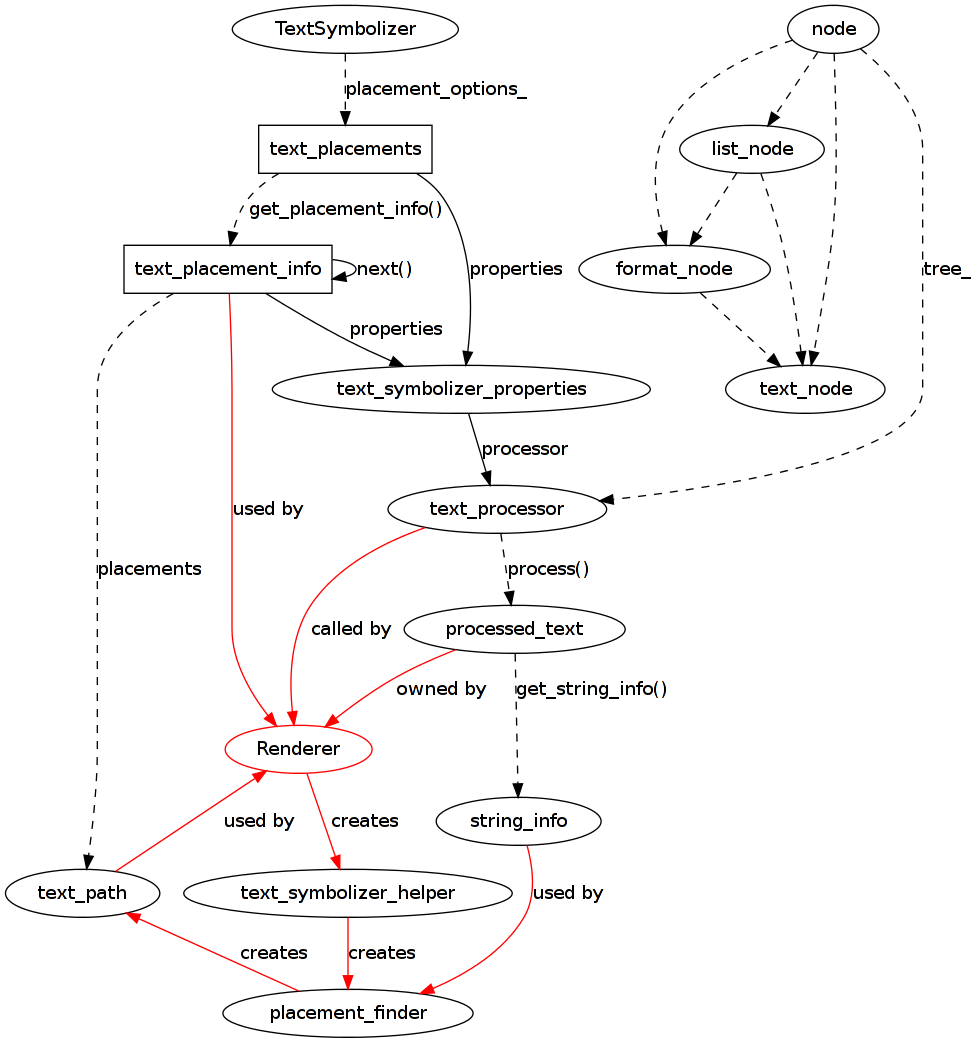 TextSymbolizer
node
placement_options_
text_placements
list_node
get_placement_info()
text_placement_info
next()
properties
format_node
tree_
properties
text_symbolizer_properties
text_node
processor
used by
text_processor
placements
process()
called by
processed_text
owned by
get_string_info()
Renderer
used by
creates
string_info
text_path
text_symbolizer_helper
used by
creates
creates
placement_finder